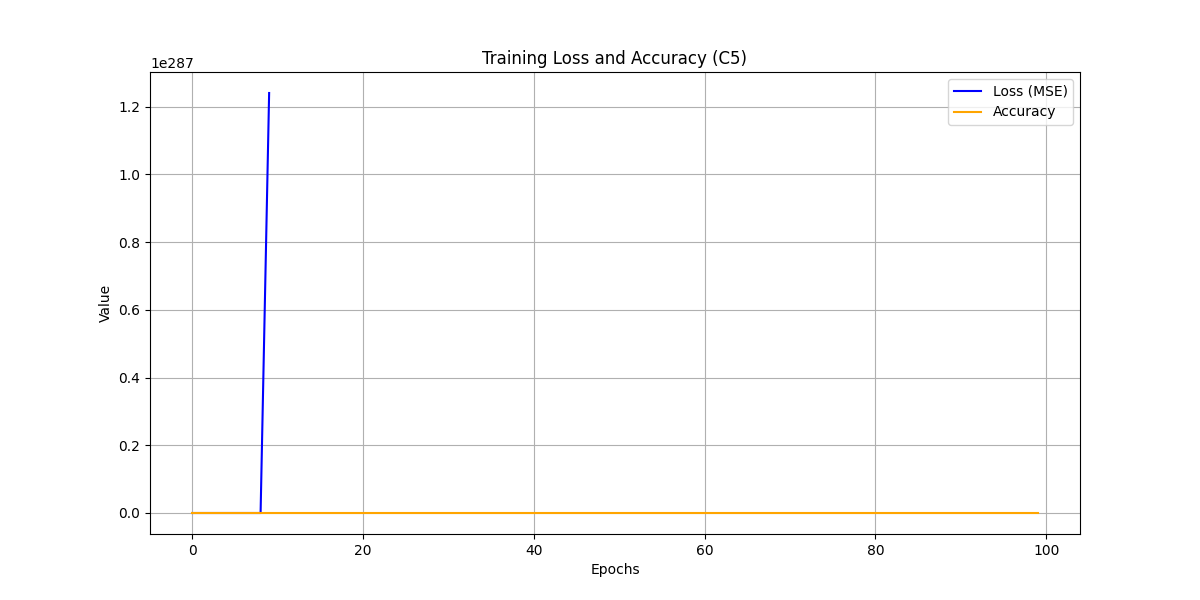 Training Loss and Accuracy (C5)
1e287
Loss (MSE)
Accuracy
1.2
1.0
0.8
0.6
0.4
0.2
0.0
Value
0 20 40 60 80 100
Epochs